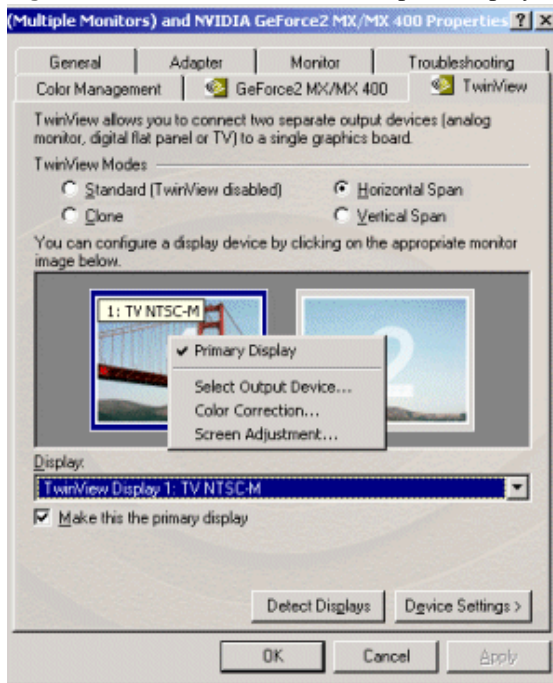 (Multiple Monitors) and NVIDIA GeForce2 MX/MX 400 Properties ? X
General Adapter Monitor Troubleshooting
Color Management GeForce2 MX/MX 400 TwinView
TwinView allows you to connect two separate output devices (analog
monitor, digital flat panel or TV) to a single graphics board.
TwinView Modes
Standard (TwinView disabled) Horizontal Span
Clone Vertical Span
You can configure a display device by clicking on the appropriate monitor
image below.
1: TV NTSC-M
2
Primary Display
Select Output Device...
Color Correction...
Screen Adjustment...
Display:
TwinView Display 1: TV NTSC-M
Make this the primary display
Detect Displays Device Settings >
OK Cancel Apply